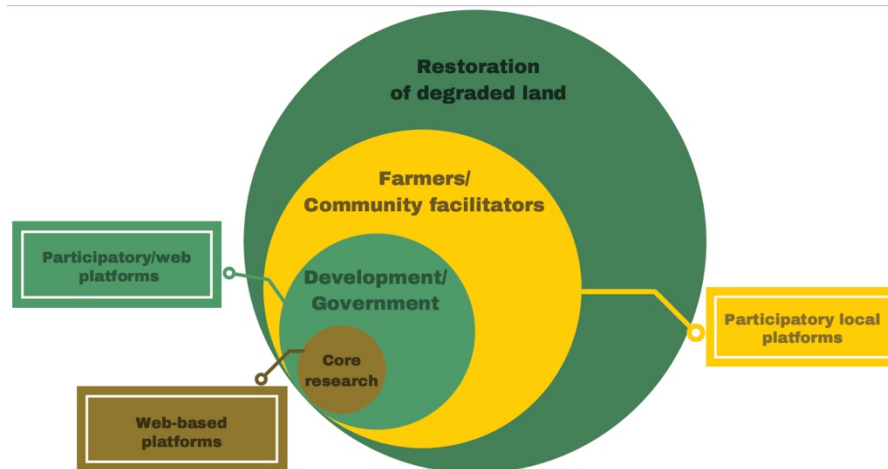 Restoration
of degraded land
Farmers/
Community facilitators
Participatory/web
platforms
Development/
Government
Participatory local
platforms
Core
research
Web-based
platforms